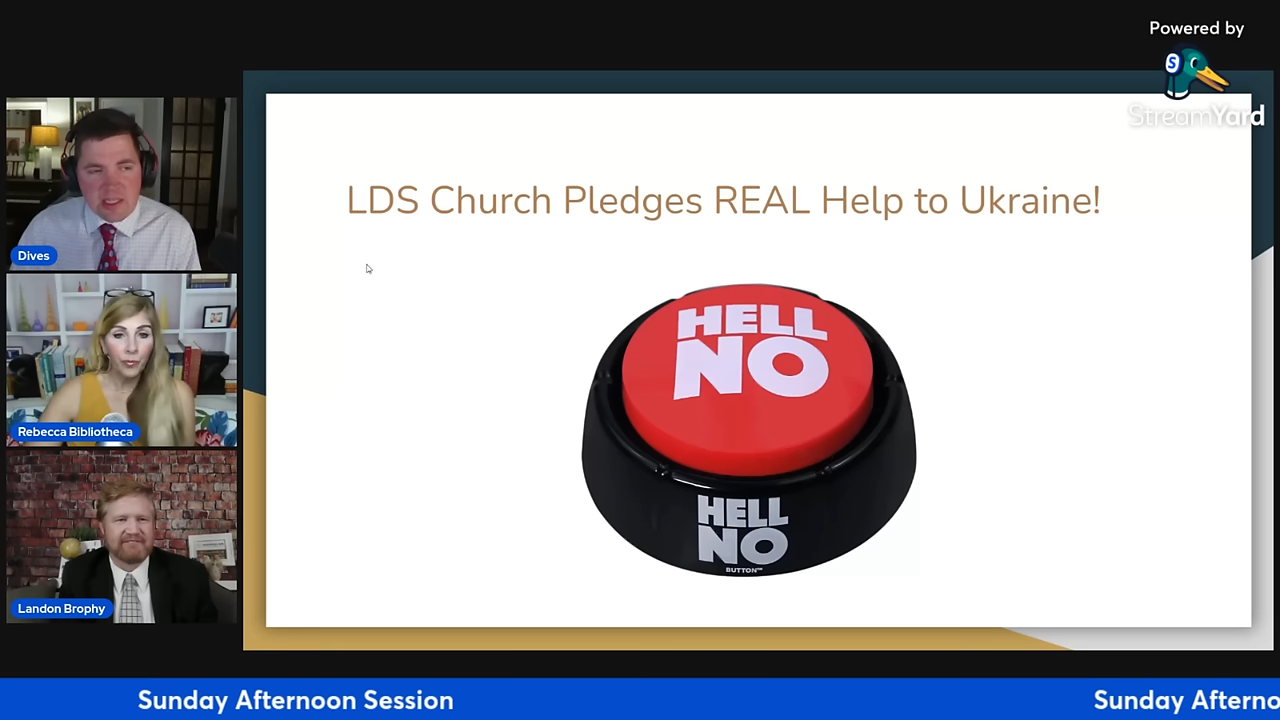 Powered by
S
StreamYard
LDS Church Pledges REAL Help to Ukraine!
HELL
NO
HELL
NO
BUTTON™
Dives
Rebecca Bibliotheca
Landon Brophy
Sunday Afternoon Session
Sunday Afterno